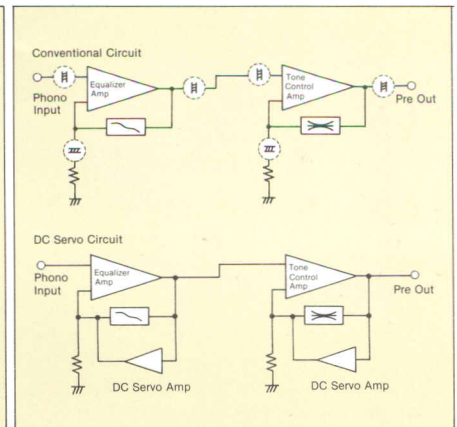 Conventional Circuit
Phono
Input
Equalizer
Amp
Tone
Control
Amp
Pre Out
DC Servo Circuit
Phono
Input
Equalizer
Amp
Tone
Control
Amp
Pre Out
DC Servo Amp
DC Servo Amp